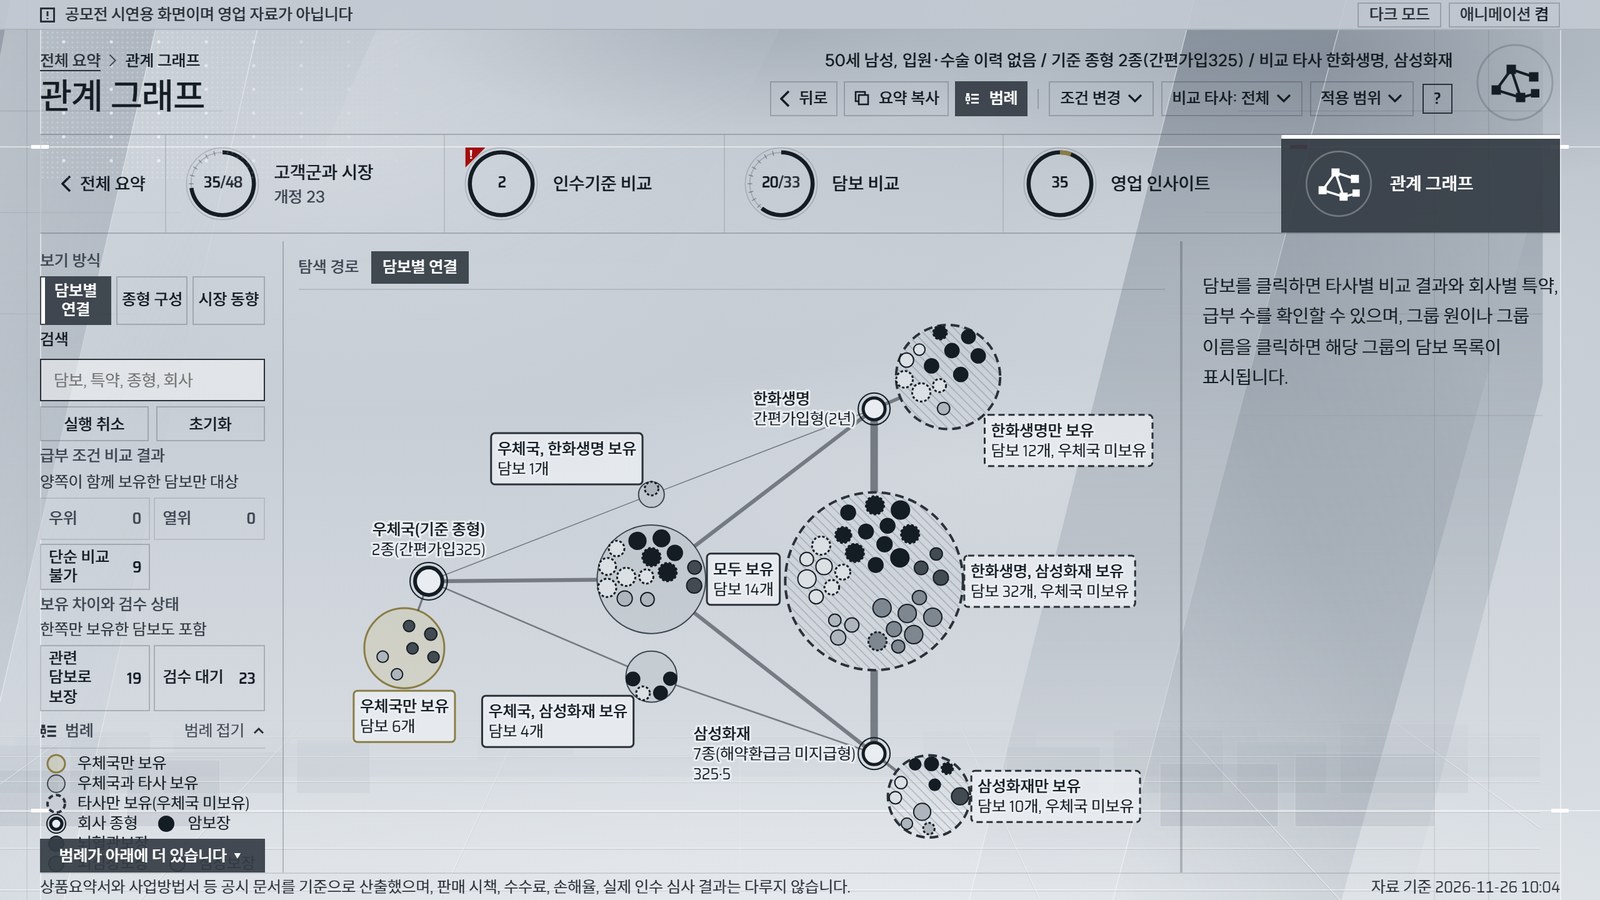 공모전 시연용 화면이며 영업 자료가 아닙니다
다크 모드
애니메이션 켬
전체 요약 > 관계 그래프
관계 그래프
50세 남성, 입원·수술 이력 없음 / 기준 종형 2종(간편가입325) / 비교 타사 한화생명, 삼성화재
뒤로
요약 복사
범례
조건 변경
비교 타사: 전체
적용 범위
?
전체 요약
35/48
고객군과 시장
개정 23
!
2
인수기준 비교
20/33
담보 비교
35
영업 인사이트
관계 그래프
보기 방식
담보별
연결
종형 구성
시장 동향
검색
담보, 특약, 종형, 회사
실행 취소
초기화
급부 조건 비교 결과
양쪽이 함께 보유한 담보만 대상
우위 0
열위 0
단순 비교
불가 9
보유 차이와 검수 상태
한쪽만 보유한 담보도 포함
관련
담보로 19
보장
검수 대기 23
범례
범례 접기
우체국만 보유
우체국과 타사 보유
타사만 보유(우체국 미보유)
회사 종형
암보장
범례가 아래에 더 있습니다 ▼
탐색 경로
담보별 연결
한화생명
간편가입형(2년)
한화생명만 보유
담보 12개, 우체국 미보유
우체국, 한화생명 보유
담보 1개
우체국(기준 종형)
2종(간편가입325)
모두 보유
담보 14개
한화생명, 삼성화재 보유
담보 32개, 우체국 미보유
우체국만 보유
담보 6개
우체국, 삼성화재 보유
담보 4개
삼성화재
7종(해약환급금 미지급형)
325·5
삼성화재만 보유
담보 10개, 우체국 미보유
담보를 클릭하면 타사별 비교 결과와 회사별 특약,
급부 수를 확인할 수 있으며, 그룹 원이나 그룹
이름을 클릭하면 해당 그룹의 담보 목록이
표시됩니다.
상품요약서와 사업방법서 등 공시 문서를 기준으로 산출했으며, 판매 시책, 수수료, 손해율, 실제 인수 심사 결과는 다루지 않습니다.
자료 기준 2026-11-26 10:04